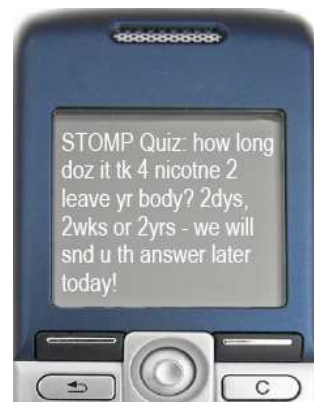 STOMP Quiz: how long
doz it tk 4 nicotne 2
leave yr body? 2dys,
2wks or 2yrs - we will
snd u th answer later
today!
C